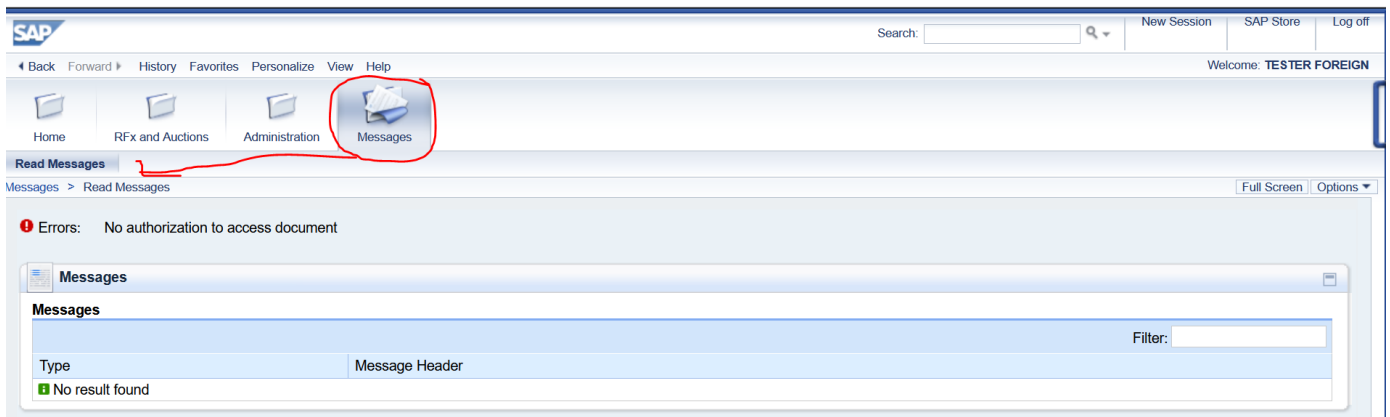 SAP
Search:
New Session
SAP Store
Log off
Back Forward History Favorites Personalize View Help
Welcome: TESTER FOREIGN
Home
RFx and Auctions
Administration
Messages
Read Messages
Messages > Read Messages
Full Screen
Options
Errors: No authorization to access document
Messages
Messages
Filter:
Type
Message Header
No result found